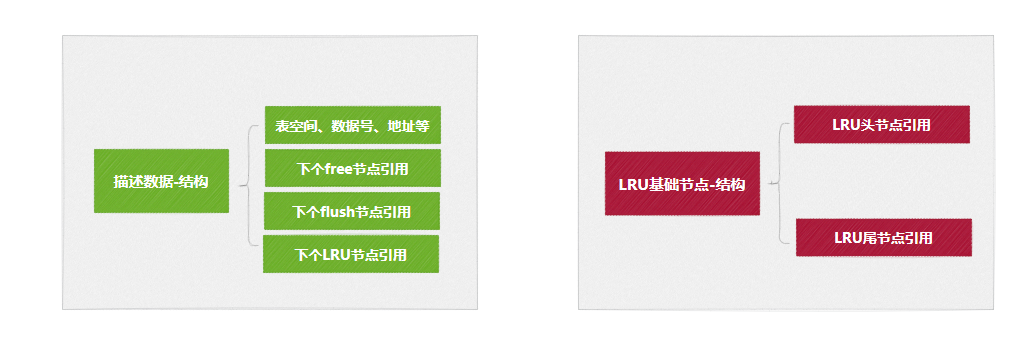 描述数据-结构
表空间、数据号、地址等
下个free节点引用
下个flush节点引用
下个LRU节点引用
LRU基础节点-结构
LRU头节点引用
LRU尾节点引用